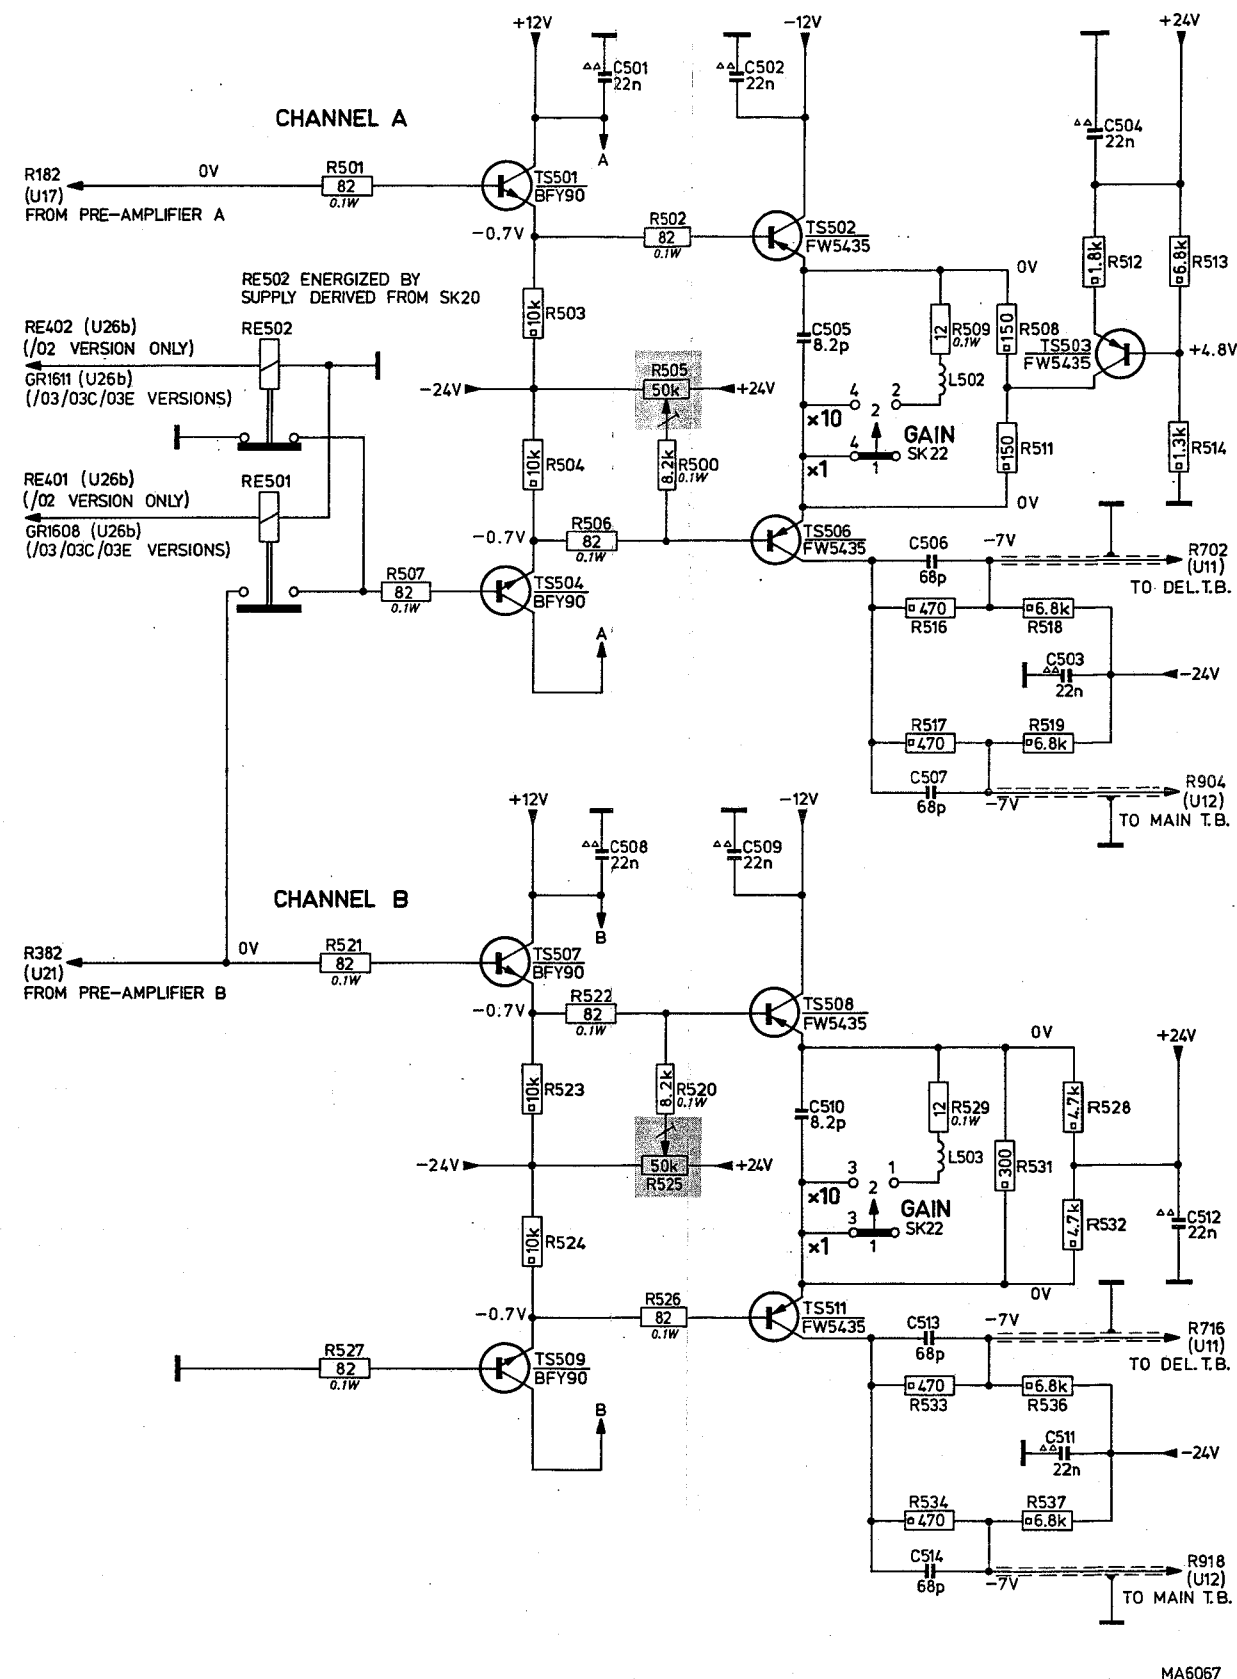 +12V
-12V
+24V
△△ C501
22n
△△ C502
22n
△△ C504
22n
CHANNEL A
A
R182
(U17)
FROM PRE-AMPLIFIER A
0V
R501
82
0.1W
TS501
BFY90
-0.7V
R502
82
0.1W
TS502
FW5435
0V
1.8k
R512
6.8k
R513
RE502 ENERGIZED BY
SUPPLY DERIVED FROM SK20
RE402 (U26b)
(/02 VERSION ONLY)
GR1611 (U26b)
(/03/03C/03E VERSIONS)
RE502
10k
R503
C505
8.2p
12
R509
0.1W
150
R508
TS503
FW5435
+4.8V
-24V
R505
50k
+24V
L502
4
2
2
×10
GAIN
SK22
4
1
×1
150
R511
1.3k
R514
10k
R504
8.2k
R500
0.1W
RE401 (U26b)
(/02 VERSION ONLY)
GR1608 (U26b)
(/03/03C/03E VERSIONS)
RE501
0V
-0.7V
R506
82
0.1W
TS506
FW5435
C506
68p
-7V
R702
(U11)
TO DEL.T.B.
R507
82
0.1W
TS504
BFY90
470
R516
6.8k
R518
A
△△ C503
22n
-24V
R517
470
R519
6.8k
C507
68p
-7V
R904
(U12)
TO MAIN T.B.
+12V
-12V
△△ C508
22n
△△ C509
22n
CHANNEL B
B
R382
(U21)
FROM PRE-AMPLIFIER B
0V
R521
82
0.1W
TS507
BFY90
-0.7V
R522
82
0.1W
TS508
FW5435
0V
+24V
10k
R523
8.2k
R520
0.1W
C510
8.2p
12
R529
0.1W
4.7k
R528
-24V
50k
R525
+24V
L503
300
R531
3
1
2
×10
GAIN
SK22
3
1
×1
4.7k
R532
△△ C512
22n
10k
R524
0V
-0.7V
R526
82
0.1W
TS511
FW5435
C513
68p
-7V
R716
(U11)
TO DEL.T.B.
R527
82
0.1W
TS509
BFY90
470
R533
6.8k
R536
B
△△ C511
22n
-24V
R534
470
R537
6.8k
C514
68p
-7V
R918
(U12)
TO MAIN T.B.
MA6067